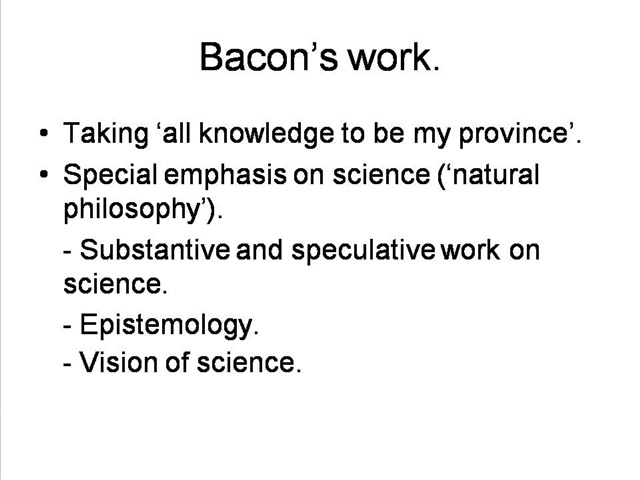 Bacon’s work.
• Taking ‘all knowledge to be my province’.
• Special emphasis on science (‘natural
philosophy’).
- Substantive and speculative work on
science.
- Epistemology.
- Vision of science.